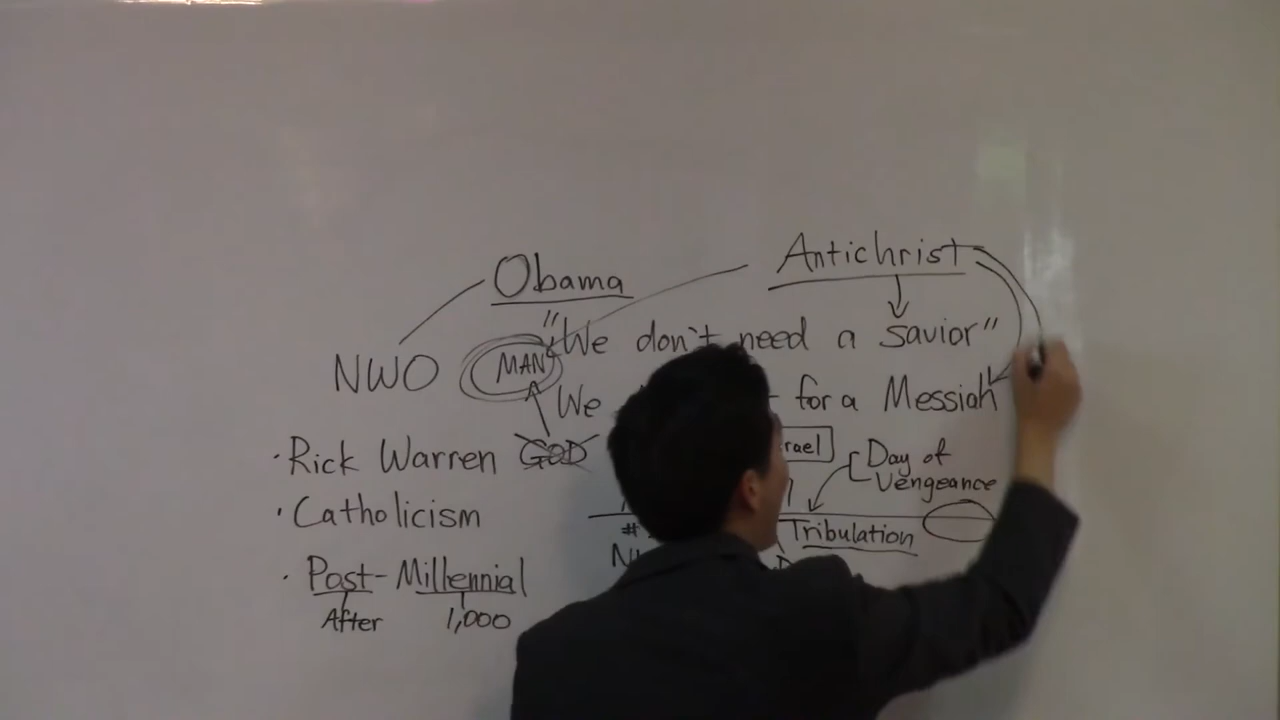 Obama
Antichrist
"We don't need a savior"
NWO
MAN
We for a Messiah
• Rick Warren
GOD
Day of
Vengeance
• Catholicism
#
Tribulation
• Post-Millennial
After
1,000